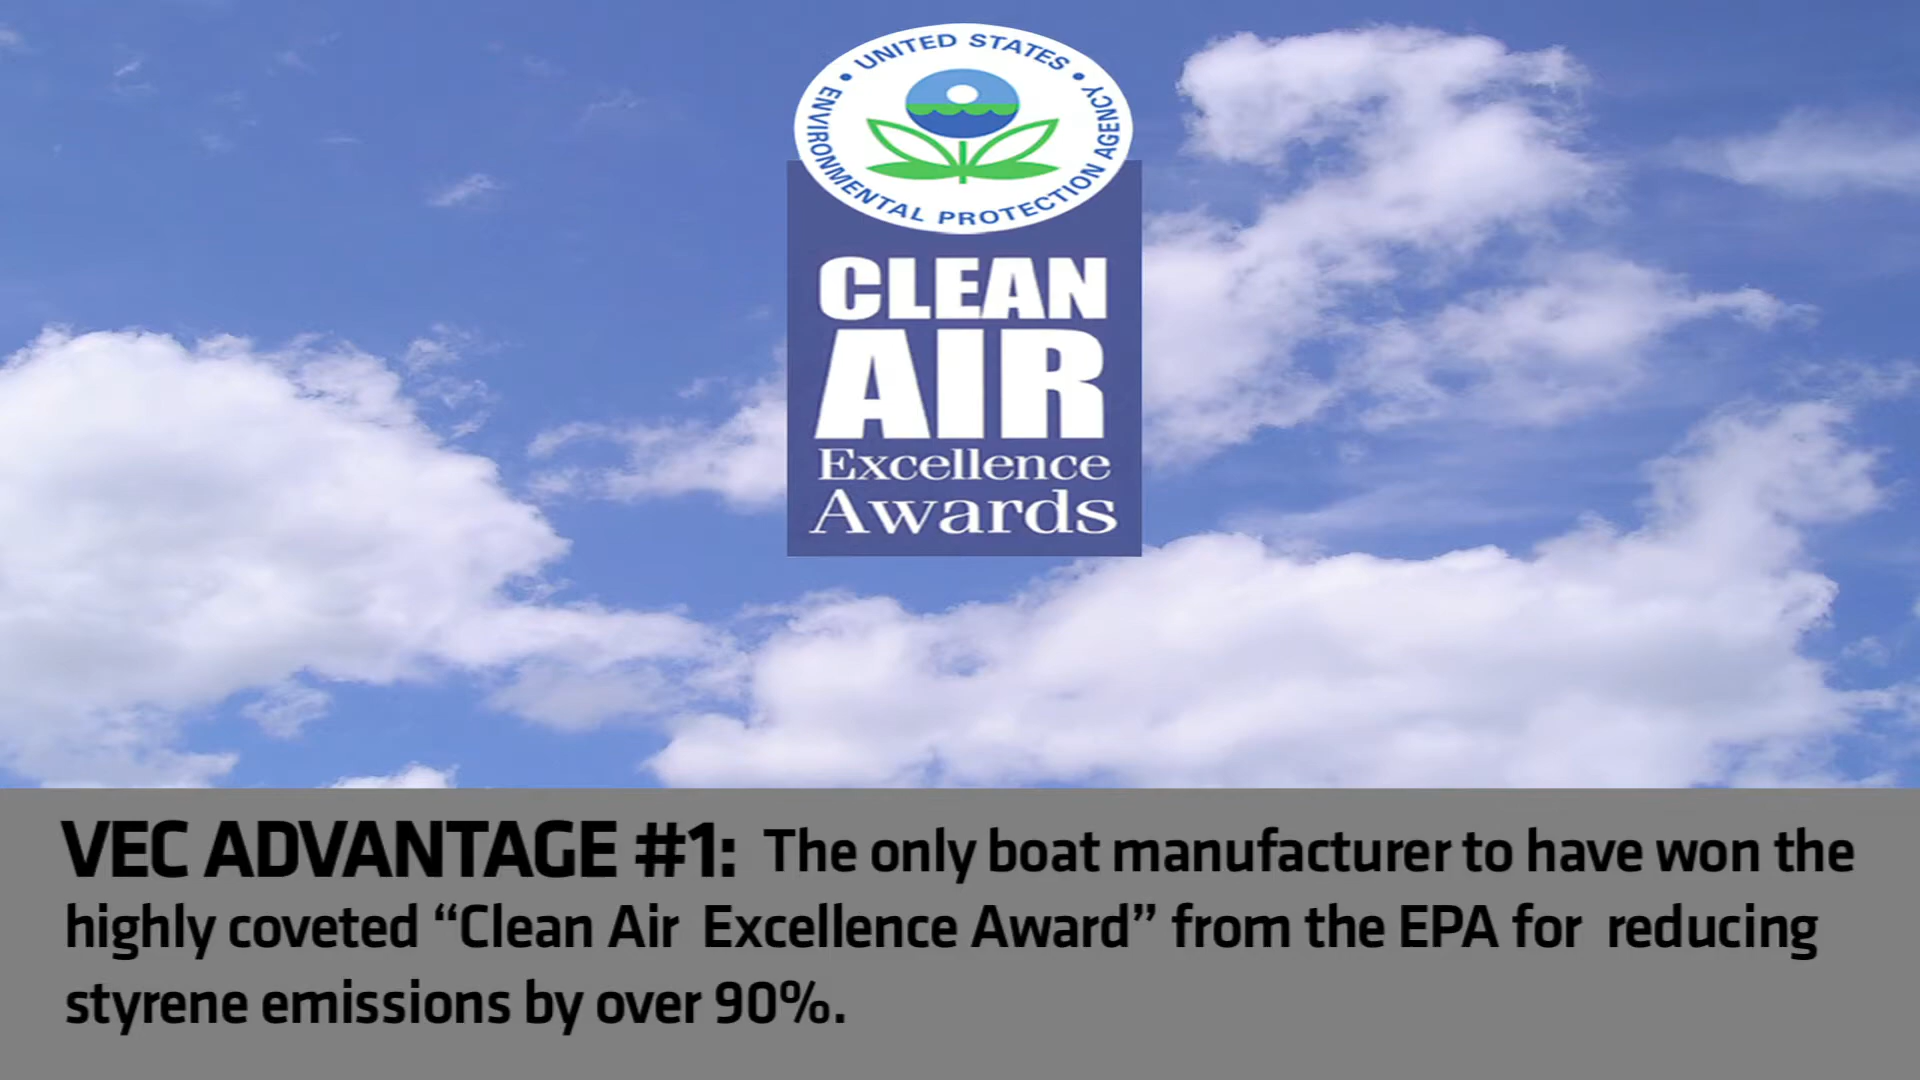 UNITED STATES
ENVIRONMENTAL PROTECTION AGENCY
CLEAN
AIR
Excellence
Awards
VEC ADVANTAGE #1: The only boat manufacturer to have won the
highly coveted “Clean Air Excellence Award” from the EPA for reducing
styrene emissions by over 90%.